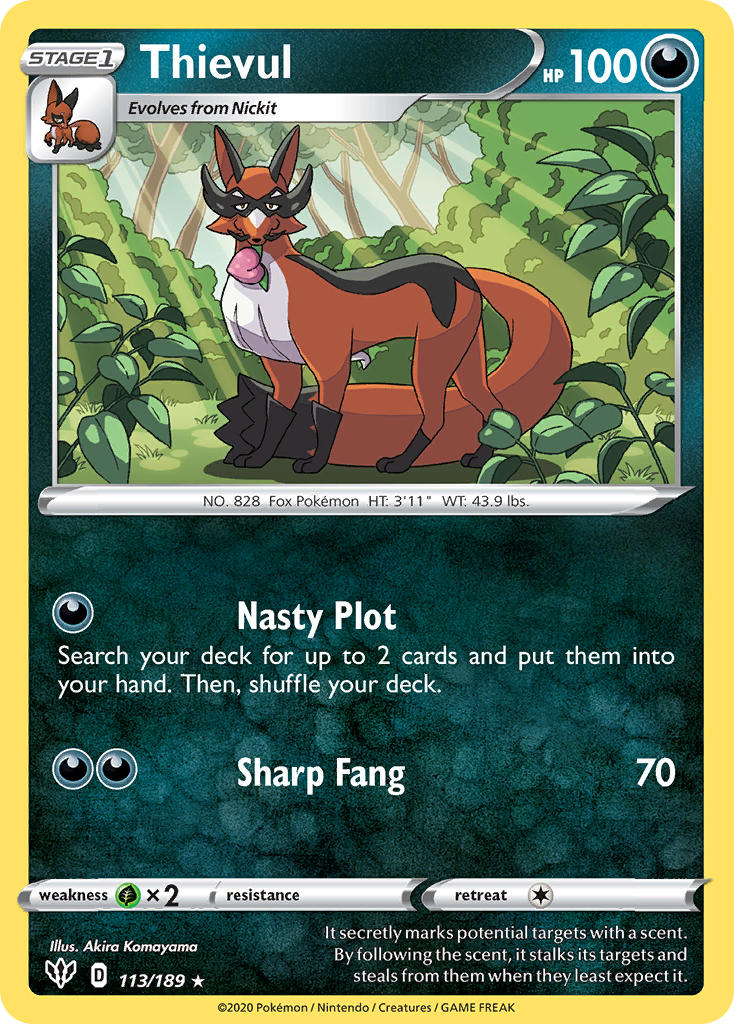 STAGE 1
Thievul
HP 100
Evolves from Nickit
NO. 828 Fox Pokémon HT: 3'11" WT: 43.9 lbs.
Nasty Plot
Search your deck for up to 2 cards and put them into
your hand. Then, shuffle your deck.
Sharp Fang 70
weakness ×2 resistance retreat
Illus. Akira Komayama
D 113/189 ★
It secretly marks potential targets with a scent.
By following the scent, it stalks its targets and
steals from them when they least expect it.
©2020 Pokémon / Nintendo / Creatures / GAME FREAK